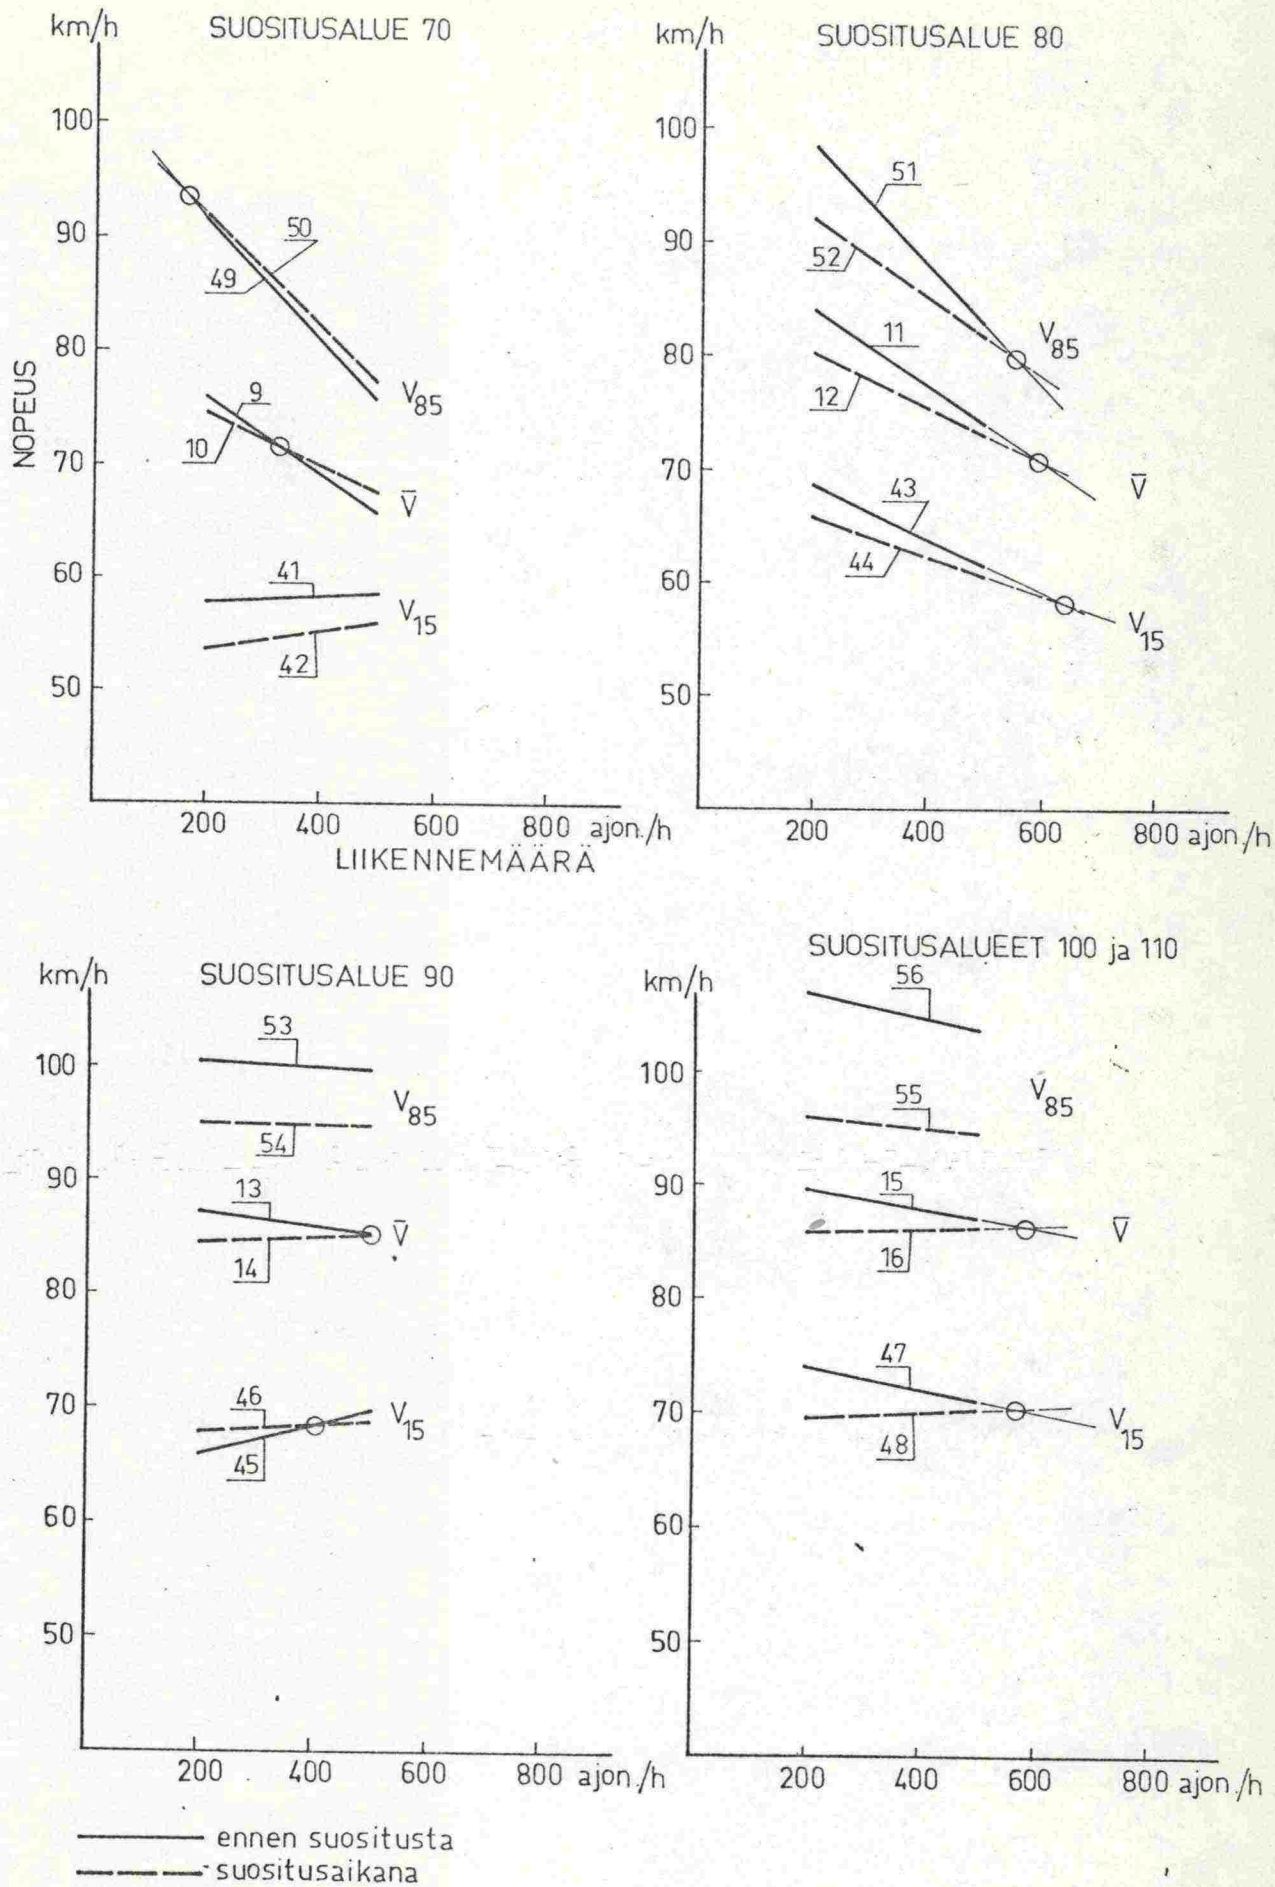 km/h SUOSITUSALUE 70
100
90
80
70
60
50
NOPEUS
50
49
V85
9
10
V̄
41
V15
42
200 400 600 800 ajon./h
LIIKENNEMÄÄRÄ
km/h SUOSITUSALUE 80
100
90
80
70
60
50
51
52
V85
11
12
V̄
43
44
V15
200 400 600 800 ajon./h
km/h SUOSITUSALUE 90
100
90
80
70
60
50
53
V85
54
13
V̄
14
46
V15
45
200 400 600 800 ajon./h
SUOSITUSALUEET 100 ja 110
km/h
100
90
80
70
60
50
56
V85
55
15
V̄
16
47
V15
48
200 400 600 800 ajon./h
ennen suositusta
suositusaikana